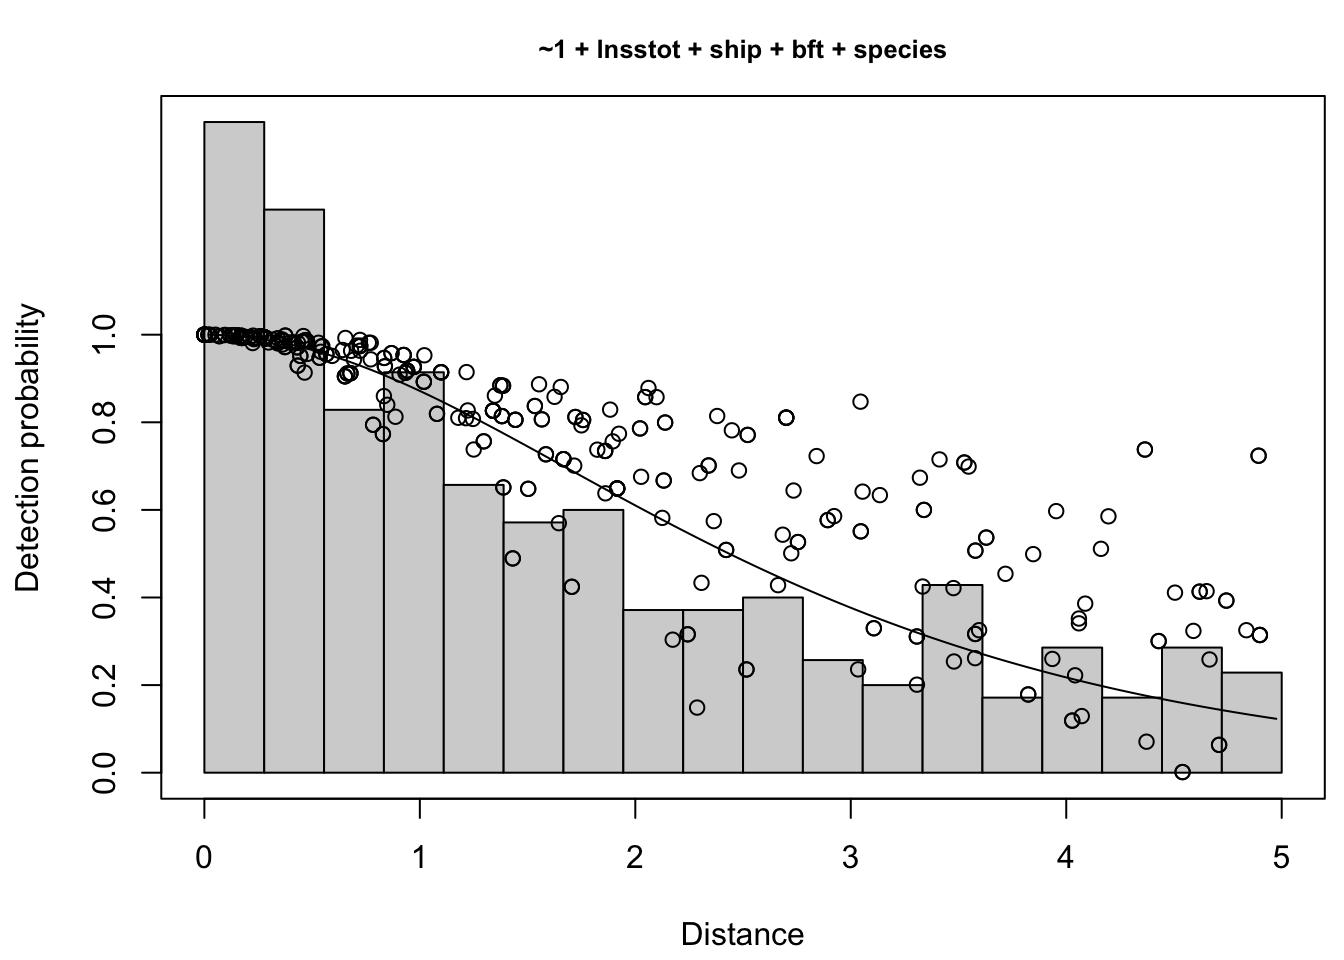 ~1 + lnsstot + ship + bft + species
Detection probability
1.0
0.8
0.6
0.4
0.2
0.0
0 1 2 3 4 5
Distance